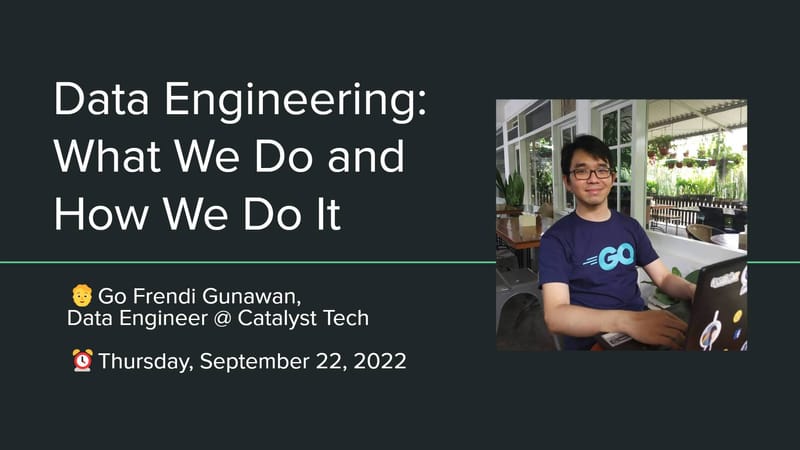 Data Engineering:
What We Do and
How We Do It
Go Frendi Gunawan,
Data Engineer @ Catalyst Tech
Thursday, September 22, 2022
GO